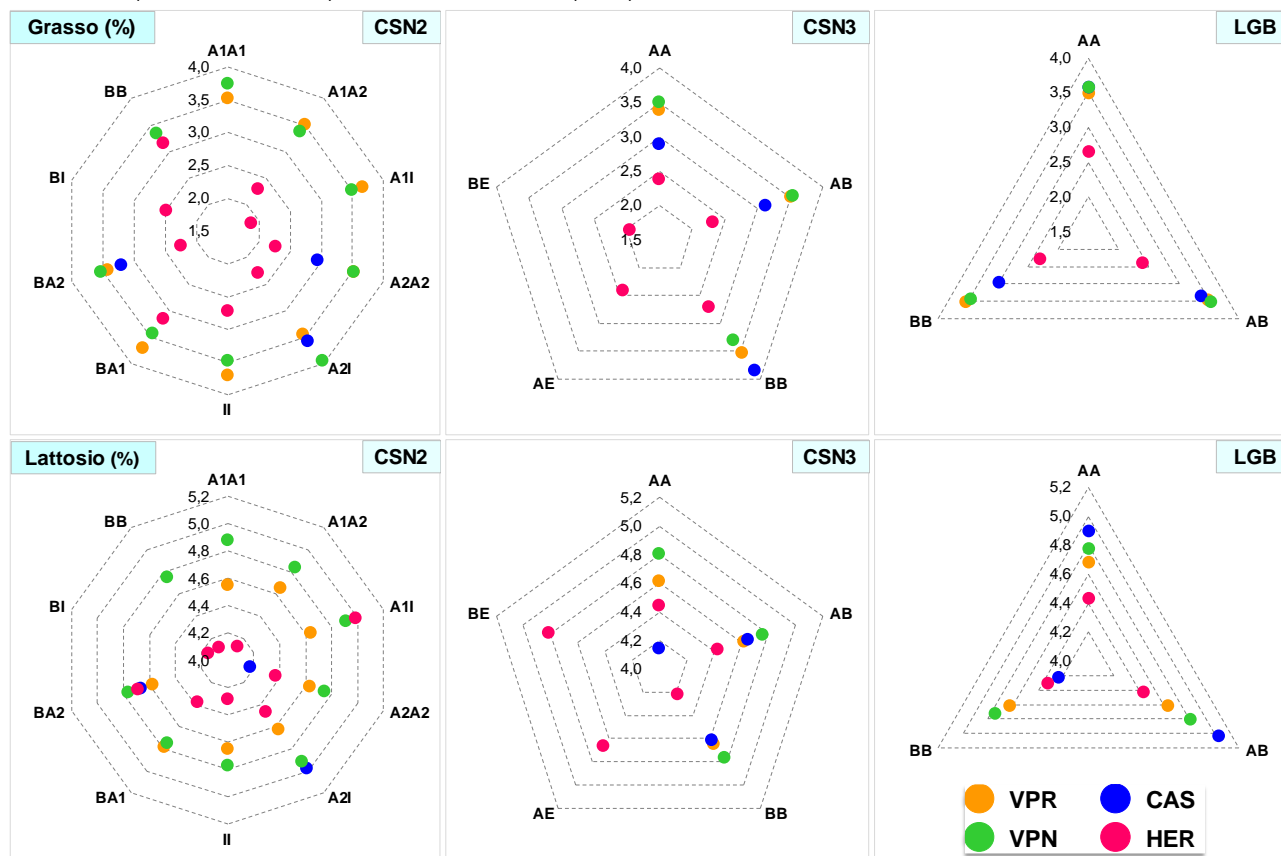 Grasso (%)
CSN2
A1A1
A1A2
A1I
A2A2
A2I
II
BA1
BA2
BI
BB
4,0
3,5
3,0
2,5
2,0
1,5
CSN3
AA
AB
BB
AE
BE
4,0
3,5
3,0
2,5
2,0
1,5
LGB
AA
AB
BB
4,0
3,5
3,0
2,5
2,0
1,5
Lattosio (%)
CSN2
A1A1
A1A2
A1I
A2A2
A2I
II
BA1
BA2
BI
BB
5,2
5,0
4,8
4,6
4,4
4,2
4,0
CSN3
AA
AB
BB
AE
BE
5,2
5,0
4,8
4,6
4,4
4,2
4,0
LGB
AA
AB
BB
5,2
5,0
4,8
4,6
4,4
4,2
4,0
VPR
CAS
VPN
HER